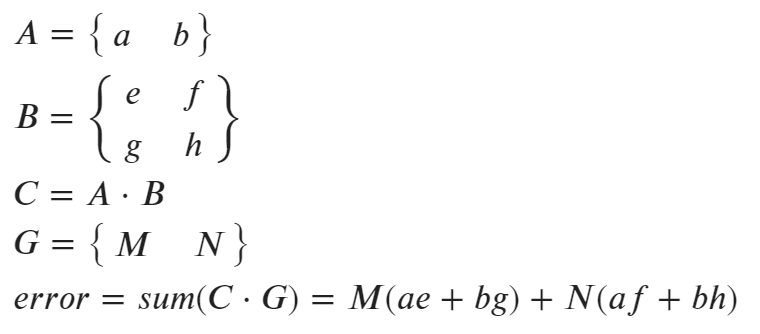 A = { a b }
B = { e f
g h }
C = A · B
G = { M N }
error = sum(C · G) = M(ae + bg) + N(af + bh)